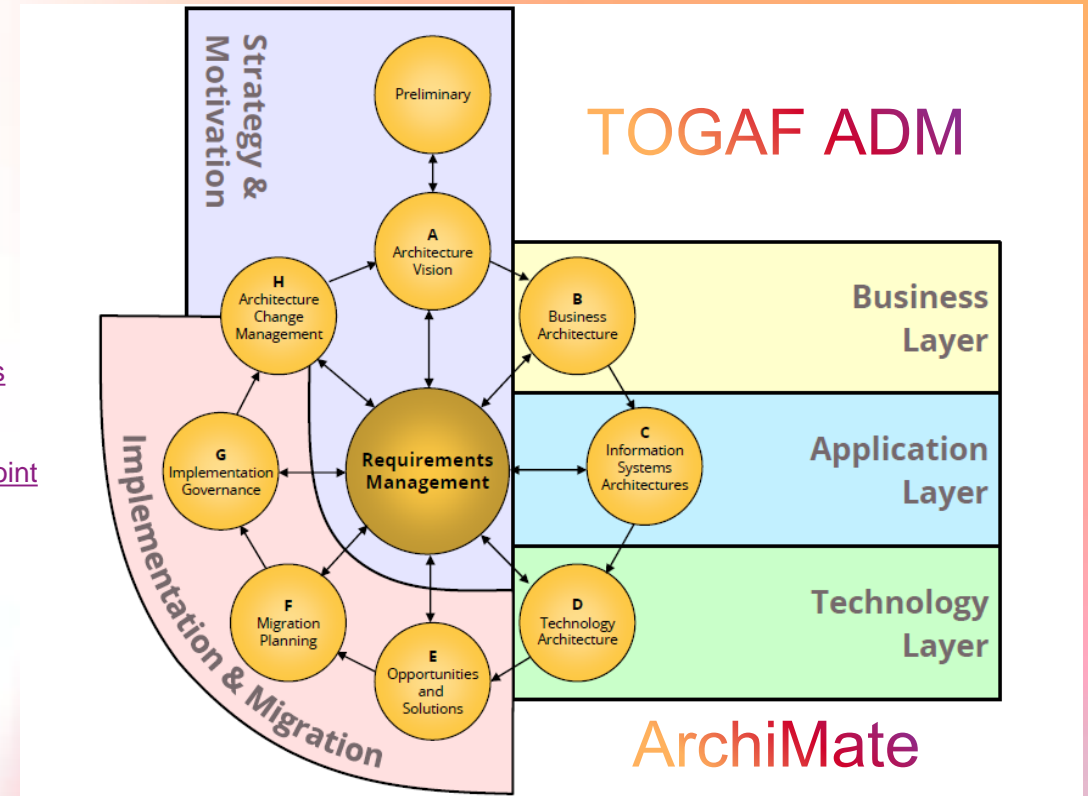 Strategy &
Motivation
Preliminary
TOGAF ADM
A
Architecture
Vision
H
Architecture
Change
Management
B
Business
Architecture
Business
Layer
s
oint
G
Implementation
Governance
Requirements
Management
C
Information
Systems
Architectures
Application
Layer
Implementation & Migration
F
Migration
Planning
E
Opportunities
and
Solutions
D
Technology
Architecture
Technology
Layer
ArchiMate